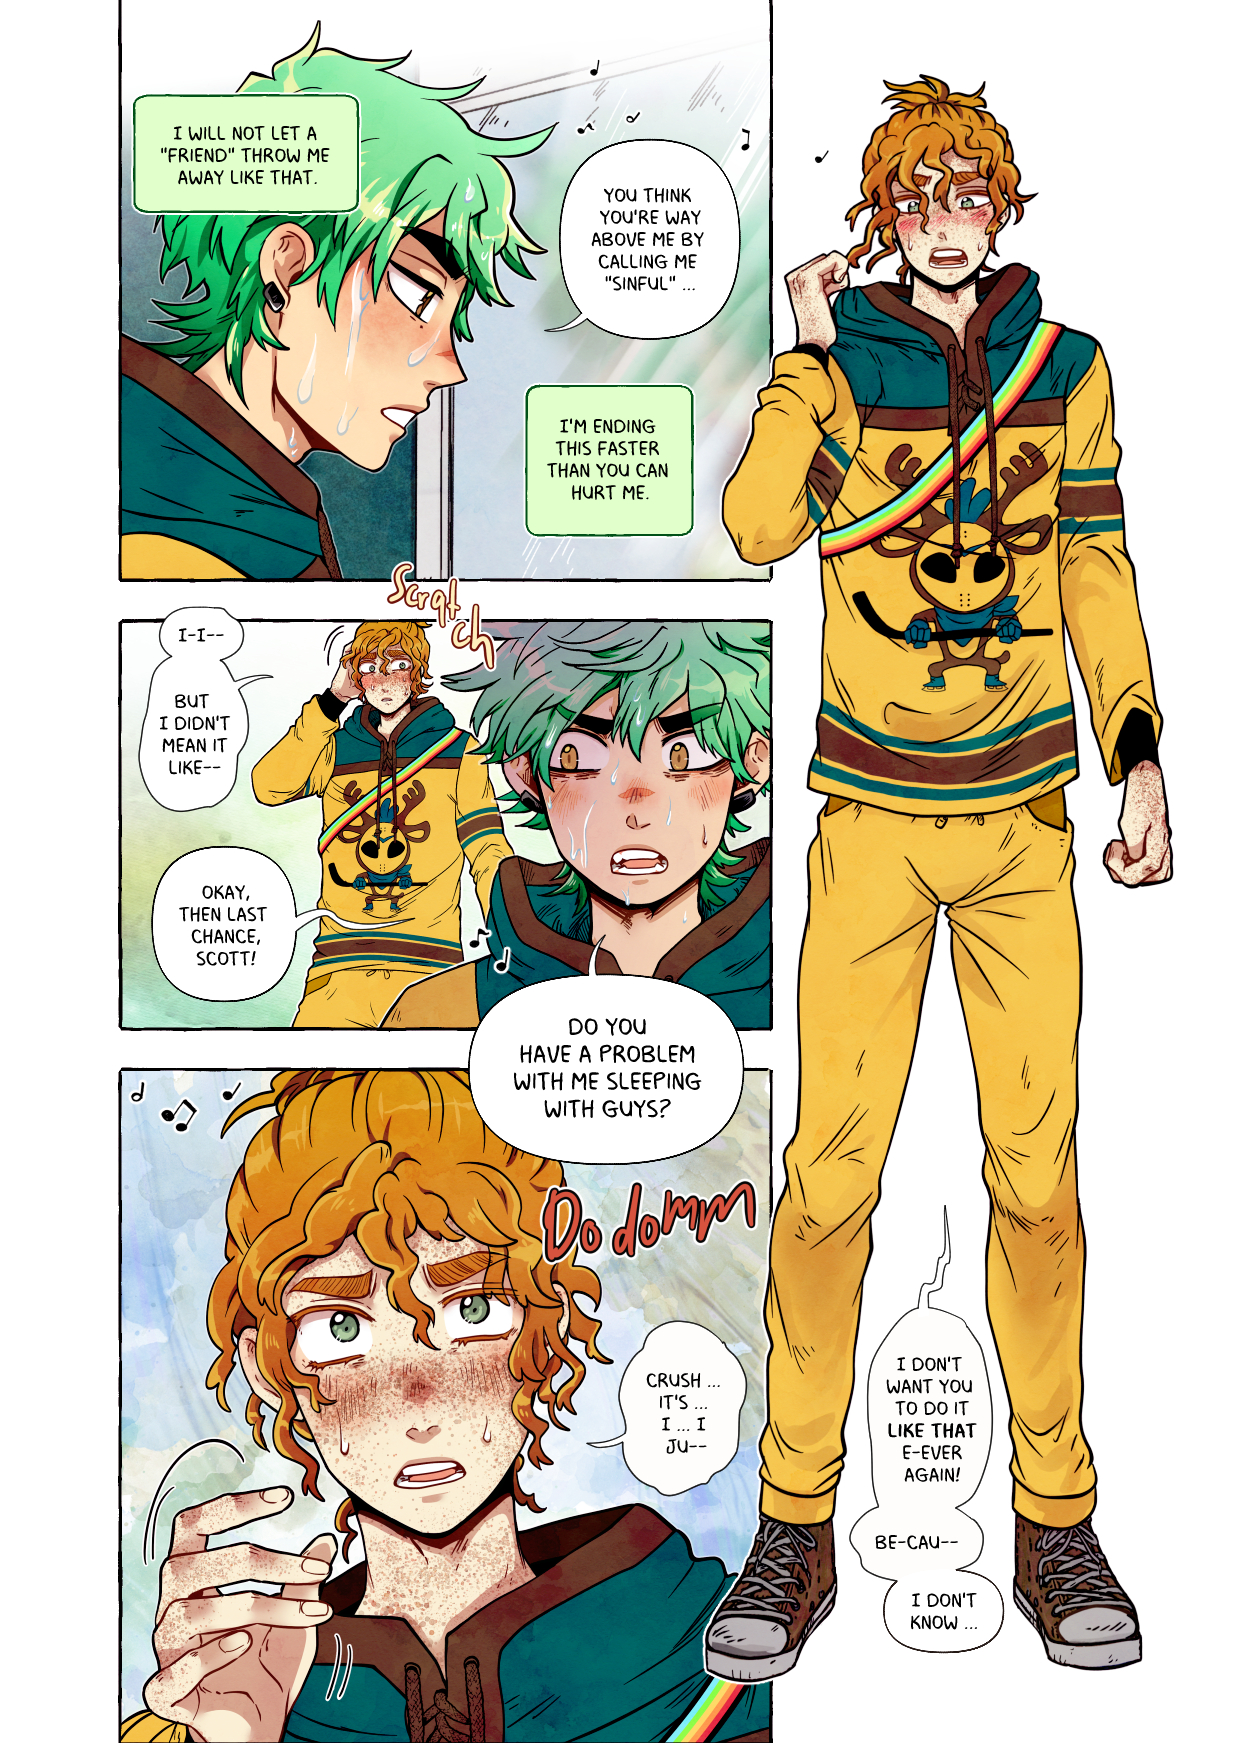 I WILL NOT LET A
"FRIEND" THROW ME
AWAY LIKE THAT.
YOU THINK
YOU'RE WAY
ABOVE ME BY
CALLING ME
"SINFUL" ...
I'M ENDING
THIS FASTER
THAN YOU CAN
HURT ME.
Scratch
I-I--
BUT
I DIDN'T
MEAN IT
LIKE--
OKAY,
THEN LAST
CHANCE,
SCOTT!
DO YOU
HAVE A PROBLEM
WITH ME SLEEPING
WITH GUYS?
Do domm
CRUSH ...
IT'S ...
I ... I
JU--
I DON'T
WANT YOU
TO DO IT
LIKE THAT
E-EVER
AGAIN!
BE-CAU--
I DON'T
KNOW ...